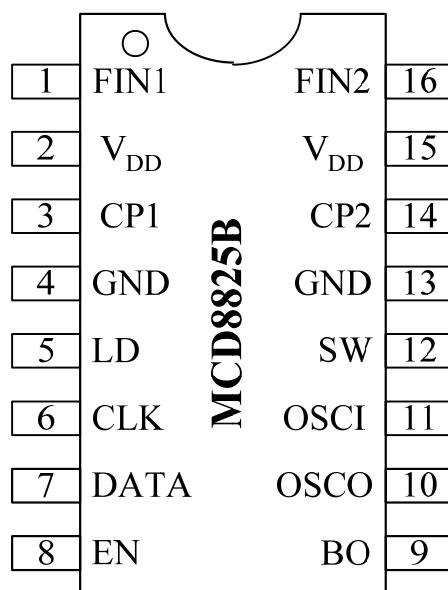 1 FIN1 FIN2 16
2 VDD VDD 15
3 CP1 CP2 14
4 GND GND 13
5 LD SW 12
6 CLK OSCI 11
7 DATA OSCO 10
8 EN BO 9
MCD8825B